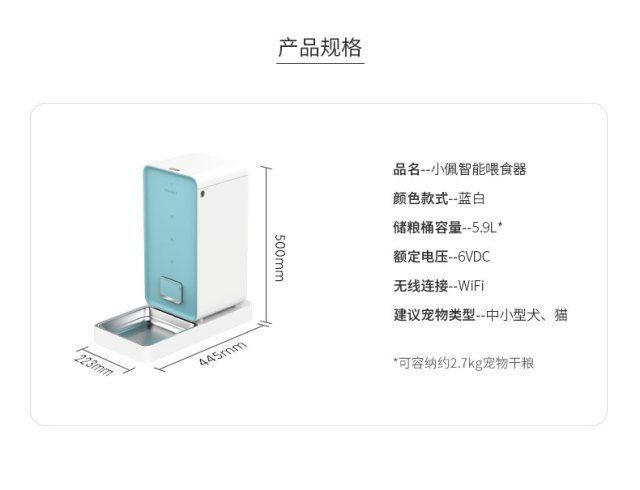 产品规格
品名--小佩智能喂食器
颜色款式--蓝白
储粮桶容量--5.9L*
额定电压--6VDC
无线连接--WiFi
建议宠物类型--中小型犬、猫
*可容纳约2.7kg宠物干粮
500mm
445mm
223mm